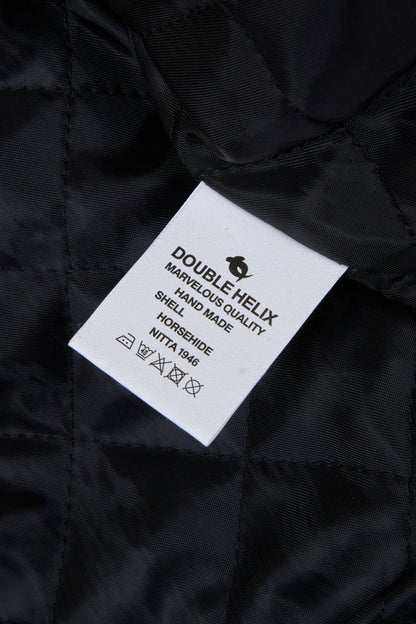 DOUBLE HELIX
MARVELOUS QUALITY
HAND MADE
SHELL
HORSEHIDE
NITTA 1946